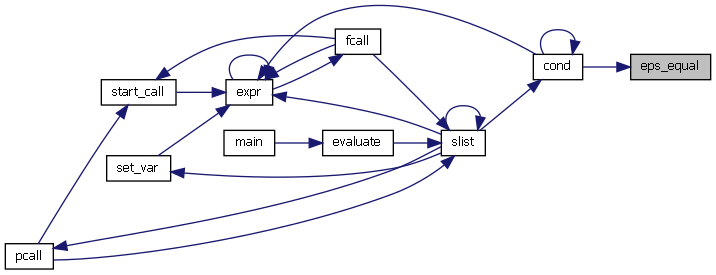 fcall
cond
eps_equal
start_call
expr
main
evaluate
slist
set_var
pcall